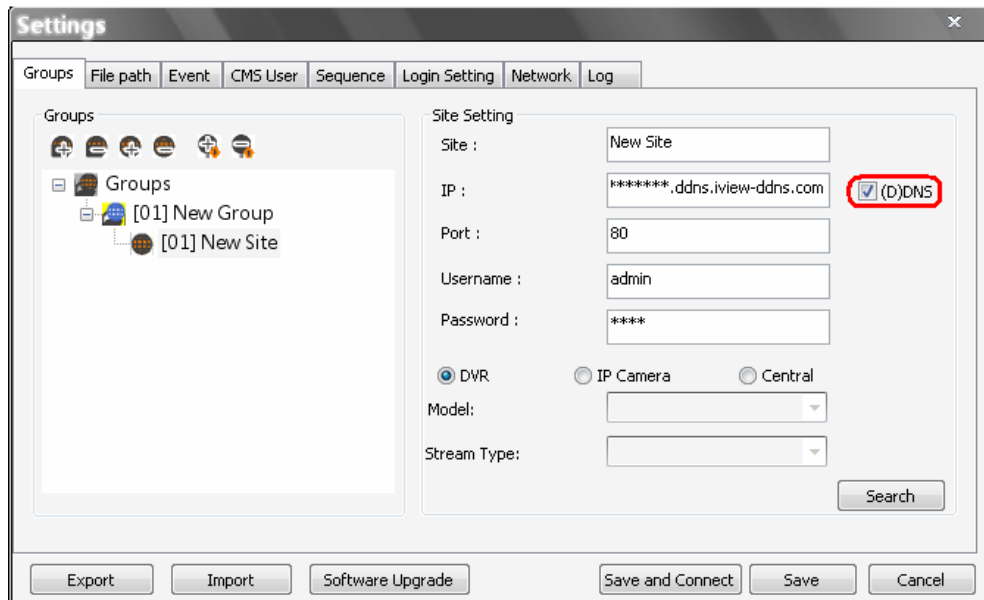 Settings
Groups File path Event CMS User Sequence Login Setting Network Log
Groups
Groups
[01] New Group
[01] New Site
Site Setting
Site : New Site
IP : *******.ddns.iview-ddns.com (D)DNS
Port : 80
Username : admin
Password : ****
DVR IP Camera Central
Model:
Stream Type:
Search
Export Import Software Upgrade Save and Connect Save Cancel